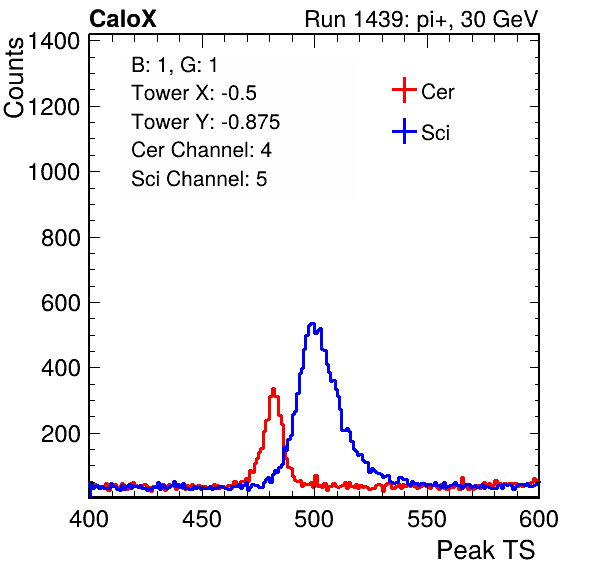 CaloX Run 1439: pi+, 30 GeV
Counts
B: 1, G: 1
Tower X: -0.5
Tower Y: -0.875
Cer Channel: 4
Sci Channel: 5
Cer
Sci
1400
1200
1000
800
600
400
200
400 450 500 550 600
Peak TS